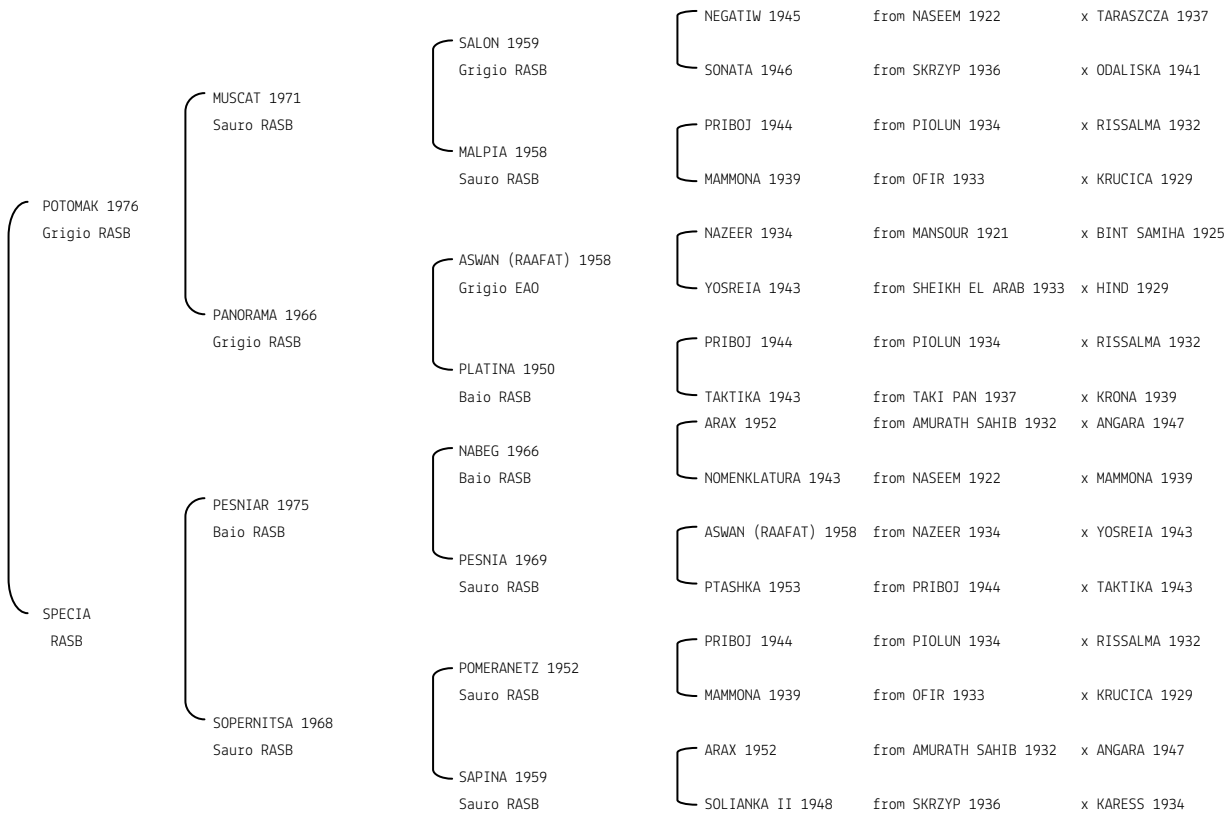 NEGATIW 1945 from NASEEM 1922 x TARASZCZA 1937
SALON 1959
Grigio RASB
SONATA 1946 from SKRZYP 1936 x ODALISKA 1941
MUSCAT 1971
Sauro RASB
PRIBOJ 1944 from PIOLUN 1934 x RISSALMA 1932
MALPIA 1958
Sauro RASB
MAMMONA 1939 from OFIR 1933 x KRUCICA 1929
POTOMAK 1976
Grigio RASB
NAZEER 1934 from MANSOUR 1921 x BINT SAMIHA 1925
ASWAN (RAAFAT) 1958
Grigio EAO
YOSREIA 1943 from SHEIKH EL ARAB 1933 x HIND 1929
PANORAMA 1966
Grigio RASB
PRIBOJ 1944 from PIOLUN 1934 x RISSALMA 1932
PLATINA 1950
Baio RASB
TAKTIKA 1943 from TAKI PAN 1937 x KRONA 1939
ARAX 1952 from AMURATH SAHIB 1932 x ANGARA 1947
NABEG 1966
Baio RASB
NOMENKLATURA 1943 from NASEEM 1922 x MAMMONA 1939
PESNIAR 1975
Baio RASB
ASWAN (RAAFAT) 1958 from NAZEER 1934 x YOSREIA 1943
PESNIA 1969
Sauro RASB
PTASHKA 1953 from PRIBOJ 1944 x TAKTIKA 1943
SPECIA
RASB
PRIBOJ 1944 from PIOLUN 1934 x RISSALMA 1932
POMERANETZ 1952
Sauro RASB
MAMMONA 1939 from OFIR 1933 x KRUCICA 1929
SOPERNITSA 1968
Sauro RASB
ARAX 1952 from AMURATH SAHIB 1932 x ANGARA 1947
SAPINA 1959
Sauro RASB
SOLIANKA II 1948 from SKRZYP 1936 x KARESS 1934